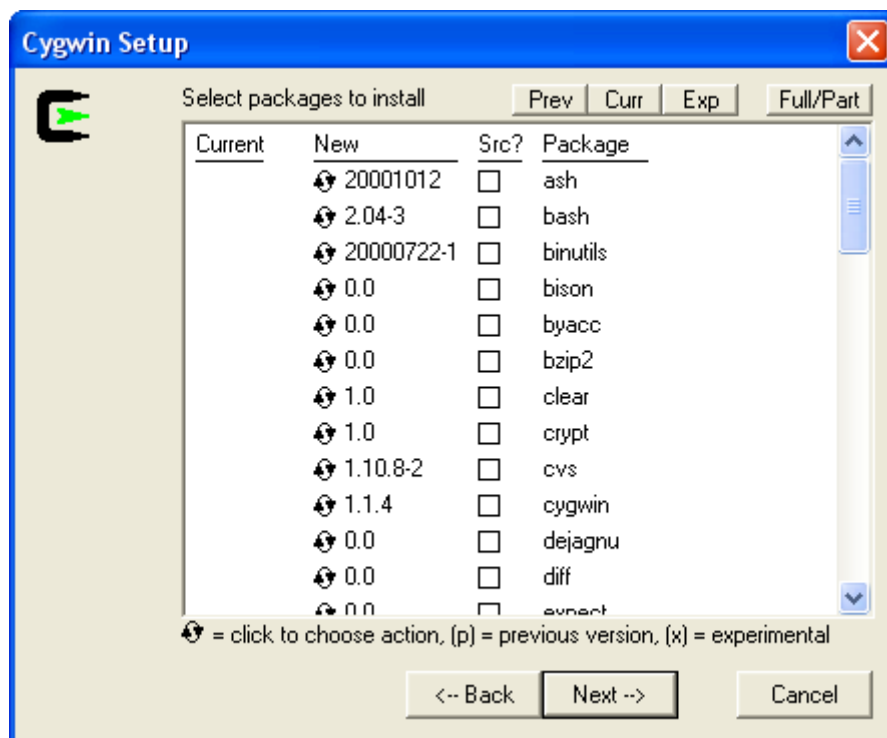 Cygwin Setup
Select packages to install Prev Curr Exp Full/Part
Current New Src? Package
20001012 ash
2.04-3 bash
20000722-1 binutils
0.0 bison
0.0 byacc
0.0 bzip2
1.0 clear
1.0 crypt
1.10.8-2 cvs
1.1.4 cygwin
0.0 dejagnu
0.0 diff
0.0 expect
= click to choose action, (p) = previous version, (x) = experimental
<-- Back Next --> Cancel